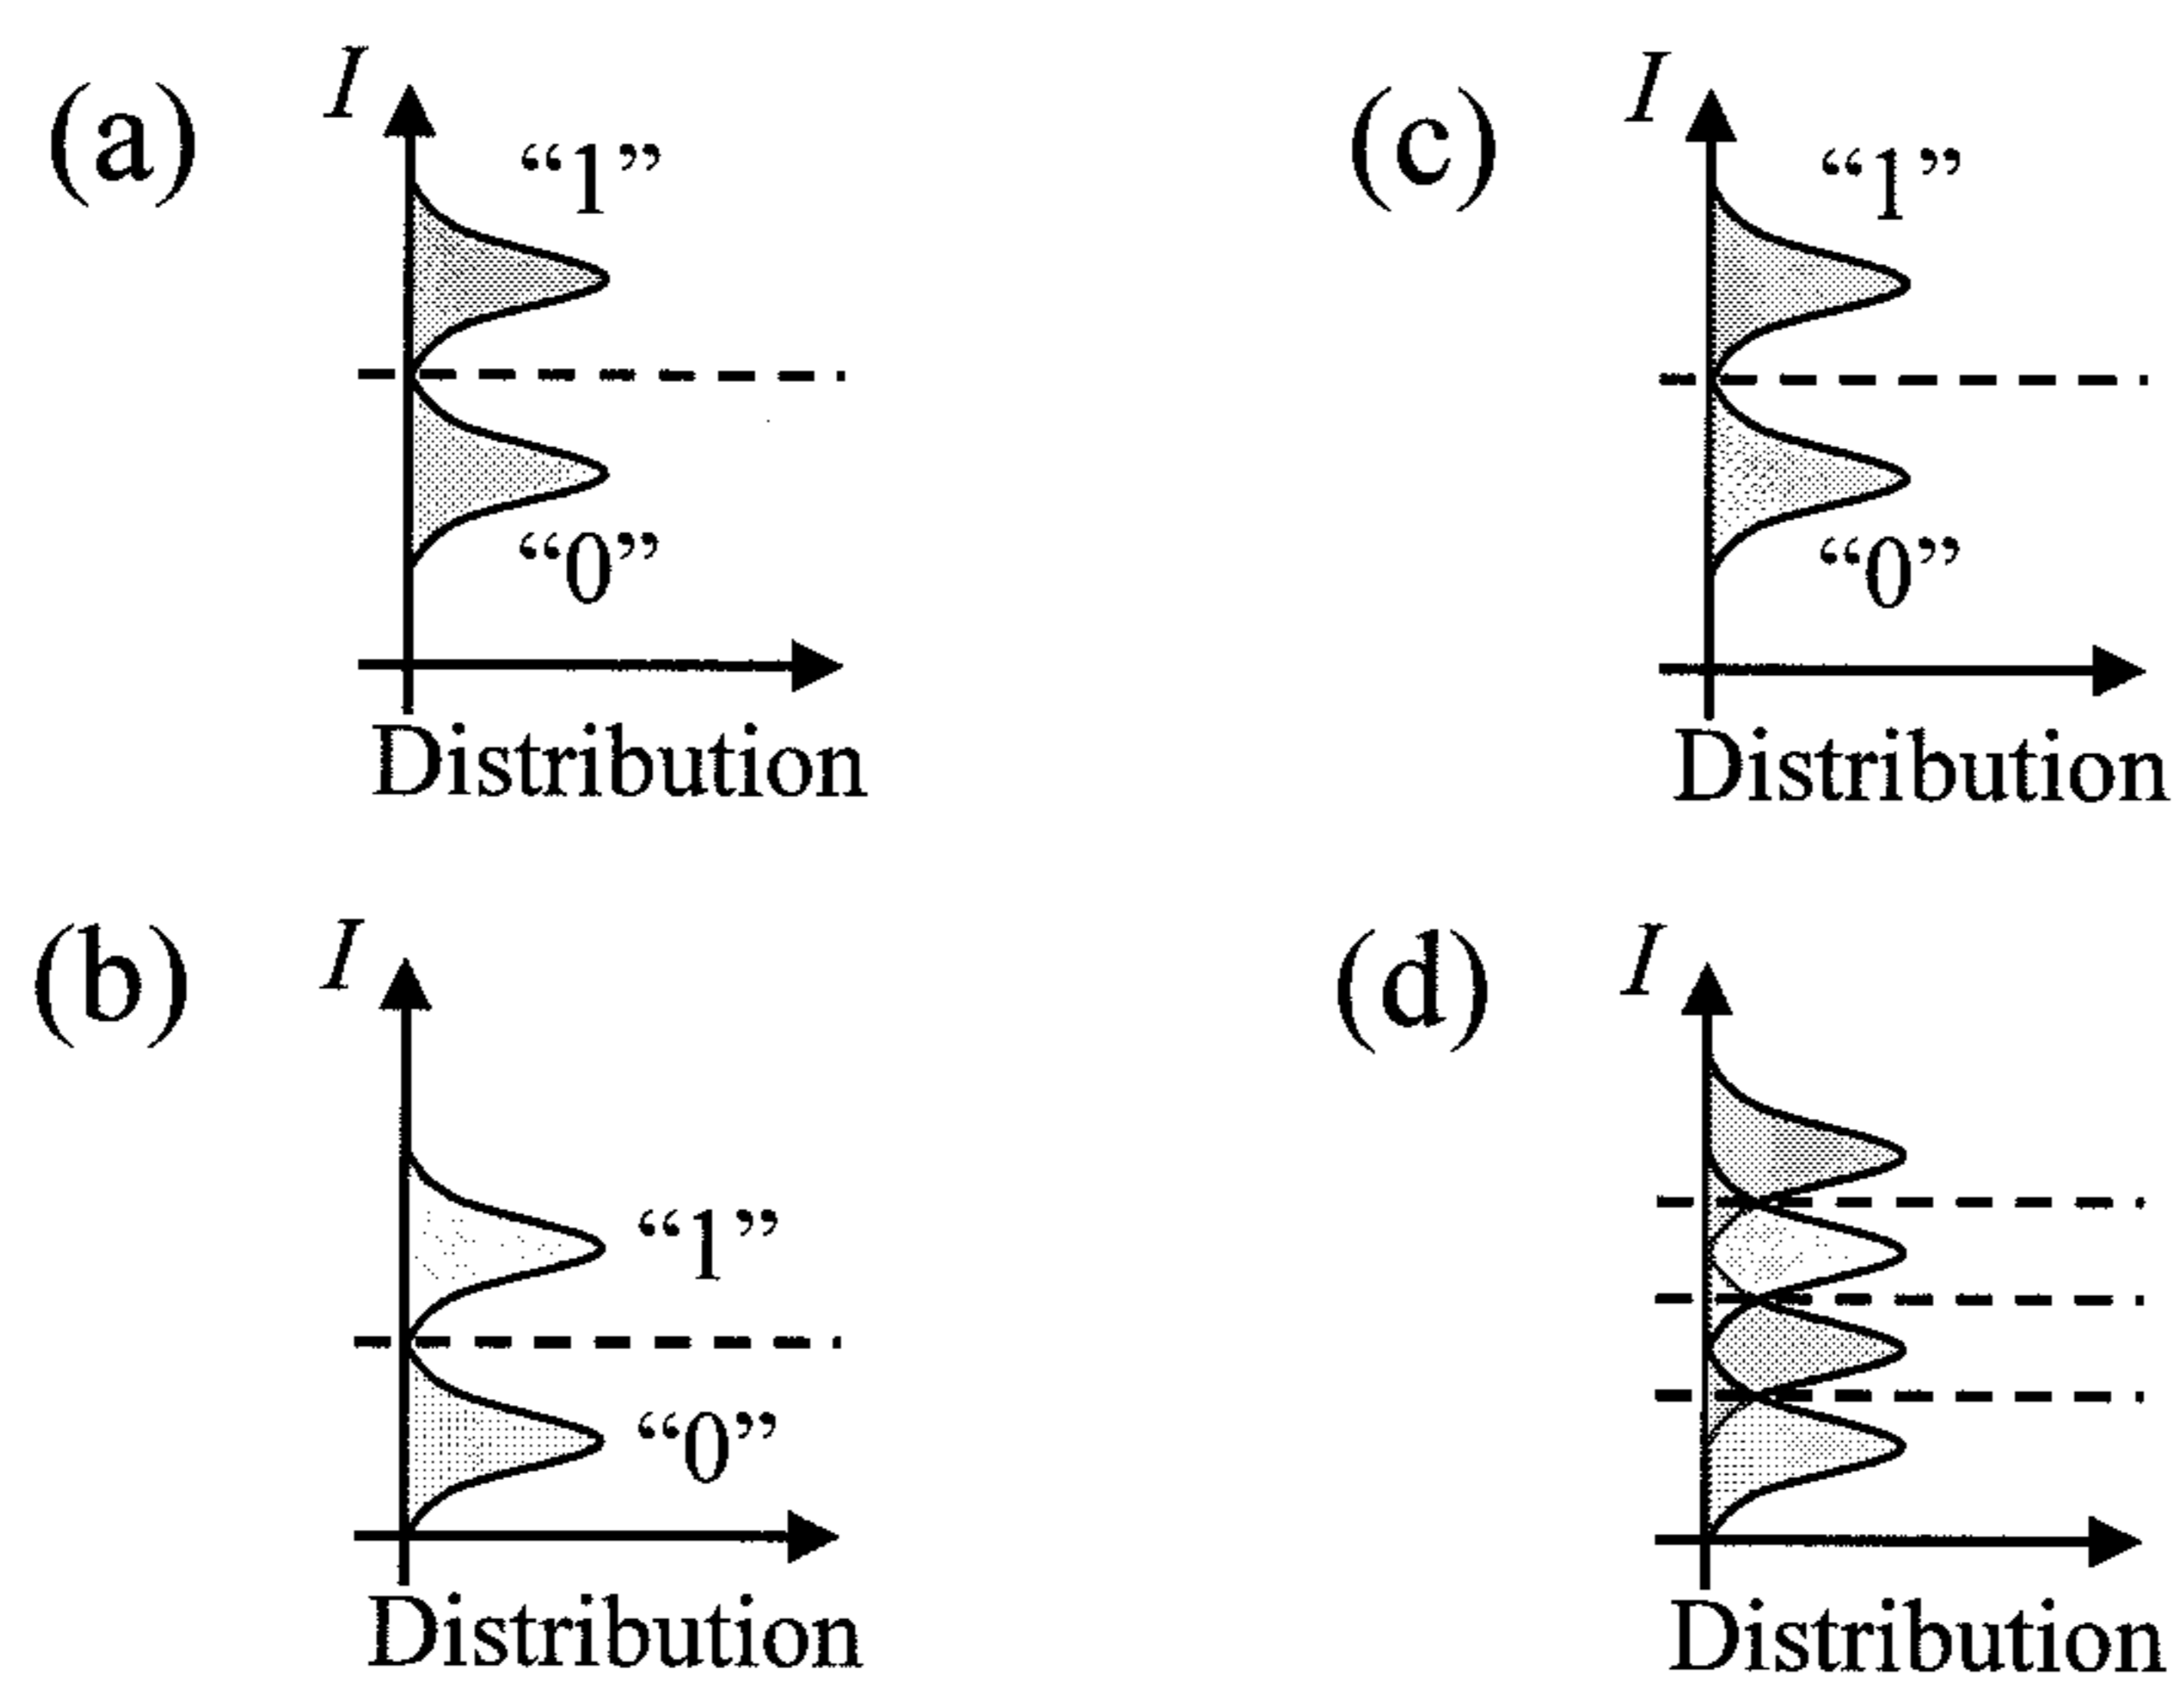 (a)
I
“1”
“0”
Distribution
(b)
I
“1”
“0”
Distribution
(c)
I
“1”
“0”
Distribution
(d)
I
Distribution